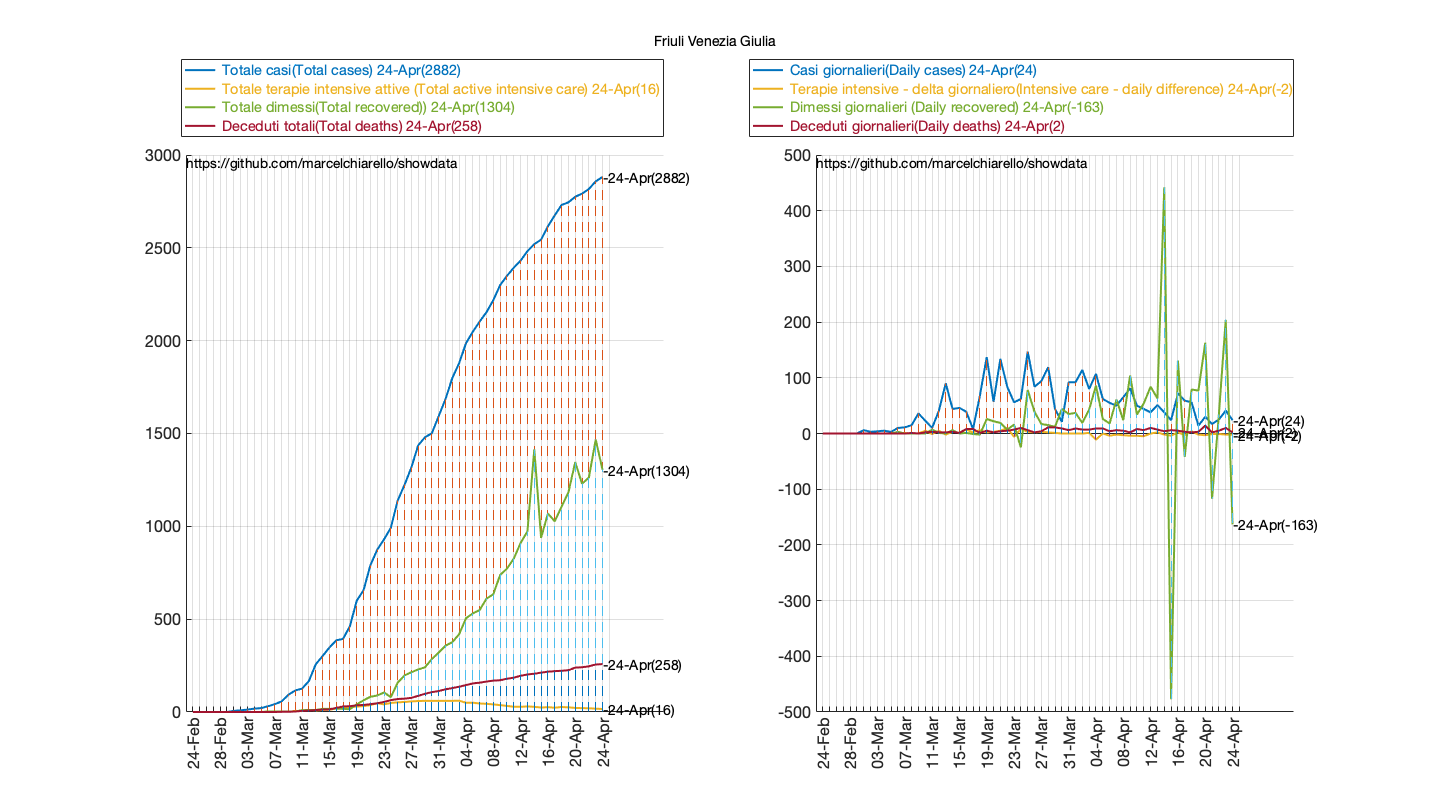 Friuli Venezia Giulia
Totale casi(Total cases) 24-Apr(2882)
Totale terapie intensive attive (Total active intensive care) 24-Apr(16)
Totale dimessi(Total recovered)) 24-Apr(1304)
Deceduti totali(Total deaths) 24-Apr(258)
3000
https://github.com/marcelchiarello/showdata
-24-Apr(2882)
2500
2000
1500
-24-Apr(1304)
1000
500
-24-Apr(258)
0
-24-Apr(16)
24-Feb
28-Feb
03-Mar
07-Mar
11-Mar
15-Mar
19-Mar
23-Mar
27-Mar
31-Mar
04-Apr
08-Apr
12-Apr
16-Apr
20-Apr
24-Apr
Casi giornalieri(Daily cases) 24-Apr(24)
Terapie intensive - delta giornaliero(Intensive care - daily difference) 24-Apr(-2)
Dimessi giornalieri (Daily recovered) 24-Apr(-163)
Deceduti giornalieri(Daily deaths) 24-Apr(2)
500
https://github.com/marcelchiarello/showdata
400
300
200
100
-24-Apr(24)
0
-24-Apr(2)
-24-Apr(-2)
-100
-24-Apr(-163)
-200
-300
-400
-500
24-Feb
28-Feb
03-Mar
07-Mar
11-Mar
15-Mar
19-Mar
23-Mar
27-Mar
31-Mar
04-Apr
08-Apr
12-Apr
16-Apr
20-Apr
24-Apr